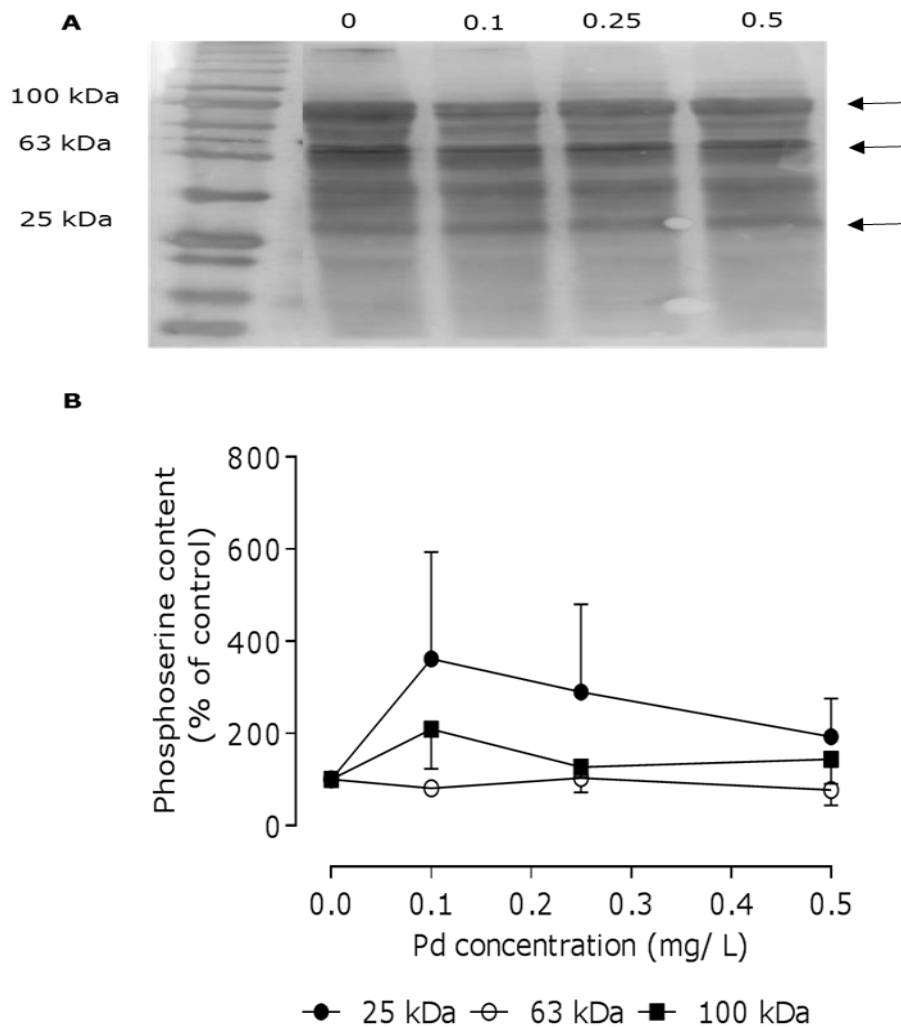 A 0 0.1 0.25 0.5
100 kDa
63 kDa
25 kDa
B
Phosphoserine content
(% of control)
800
600
400
200
0
0.0 0.1 0.2 0.3 0.4 0.5
Pd concentration (mg/ L)
25 kDa 63 kDa 100 kDa